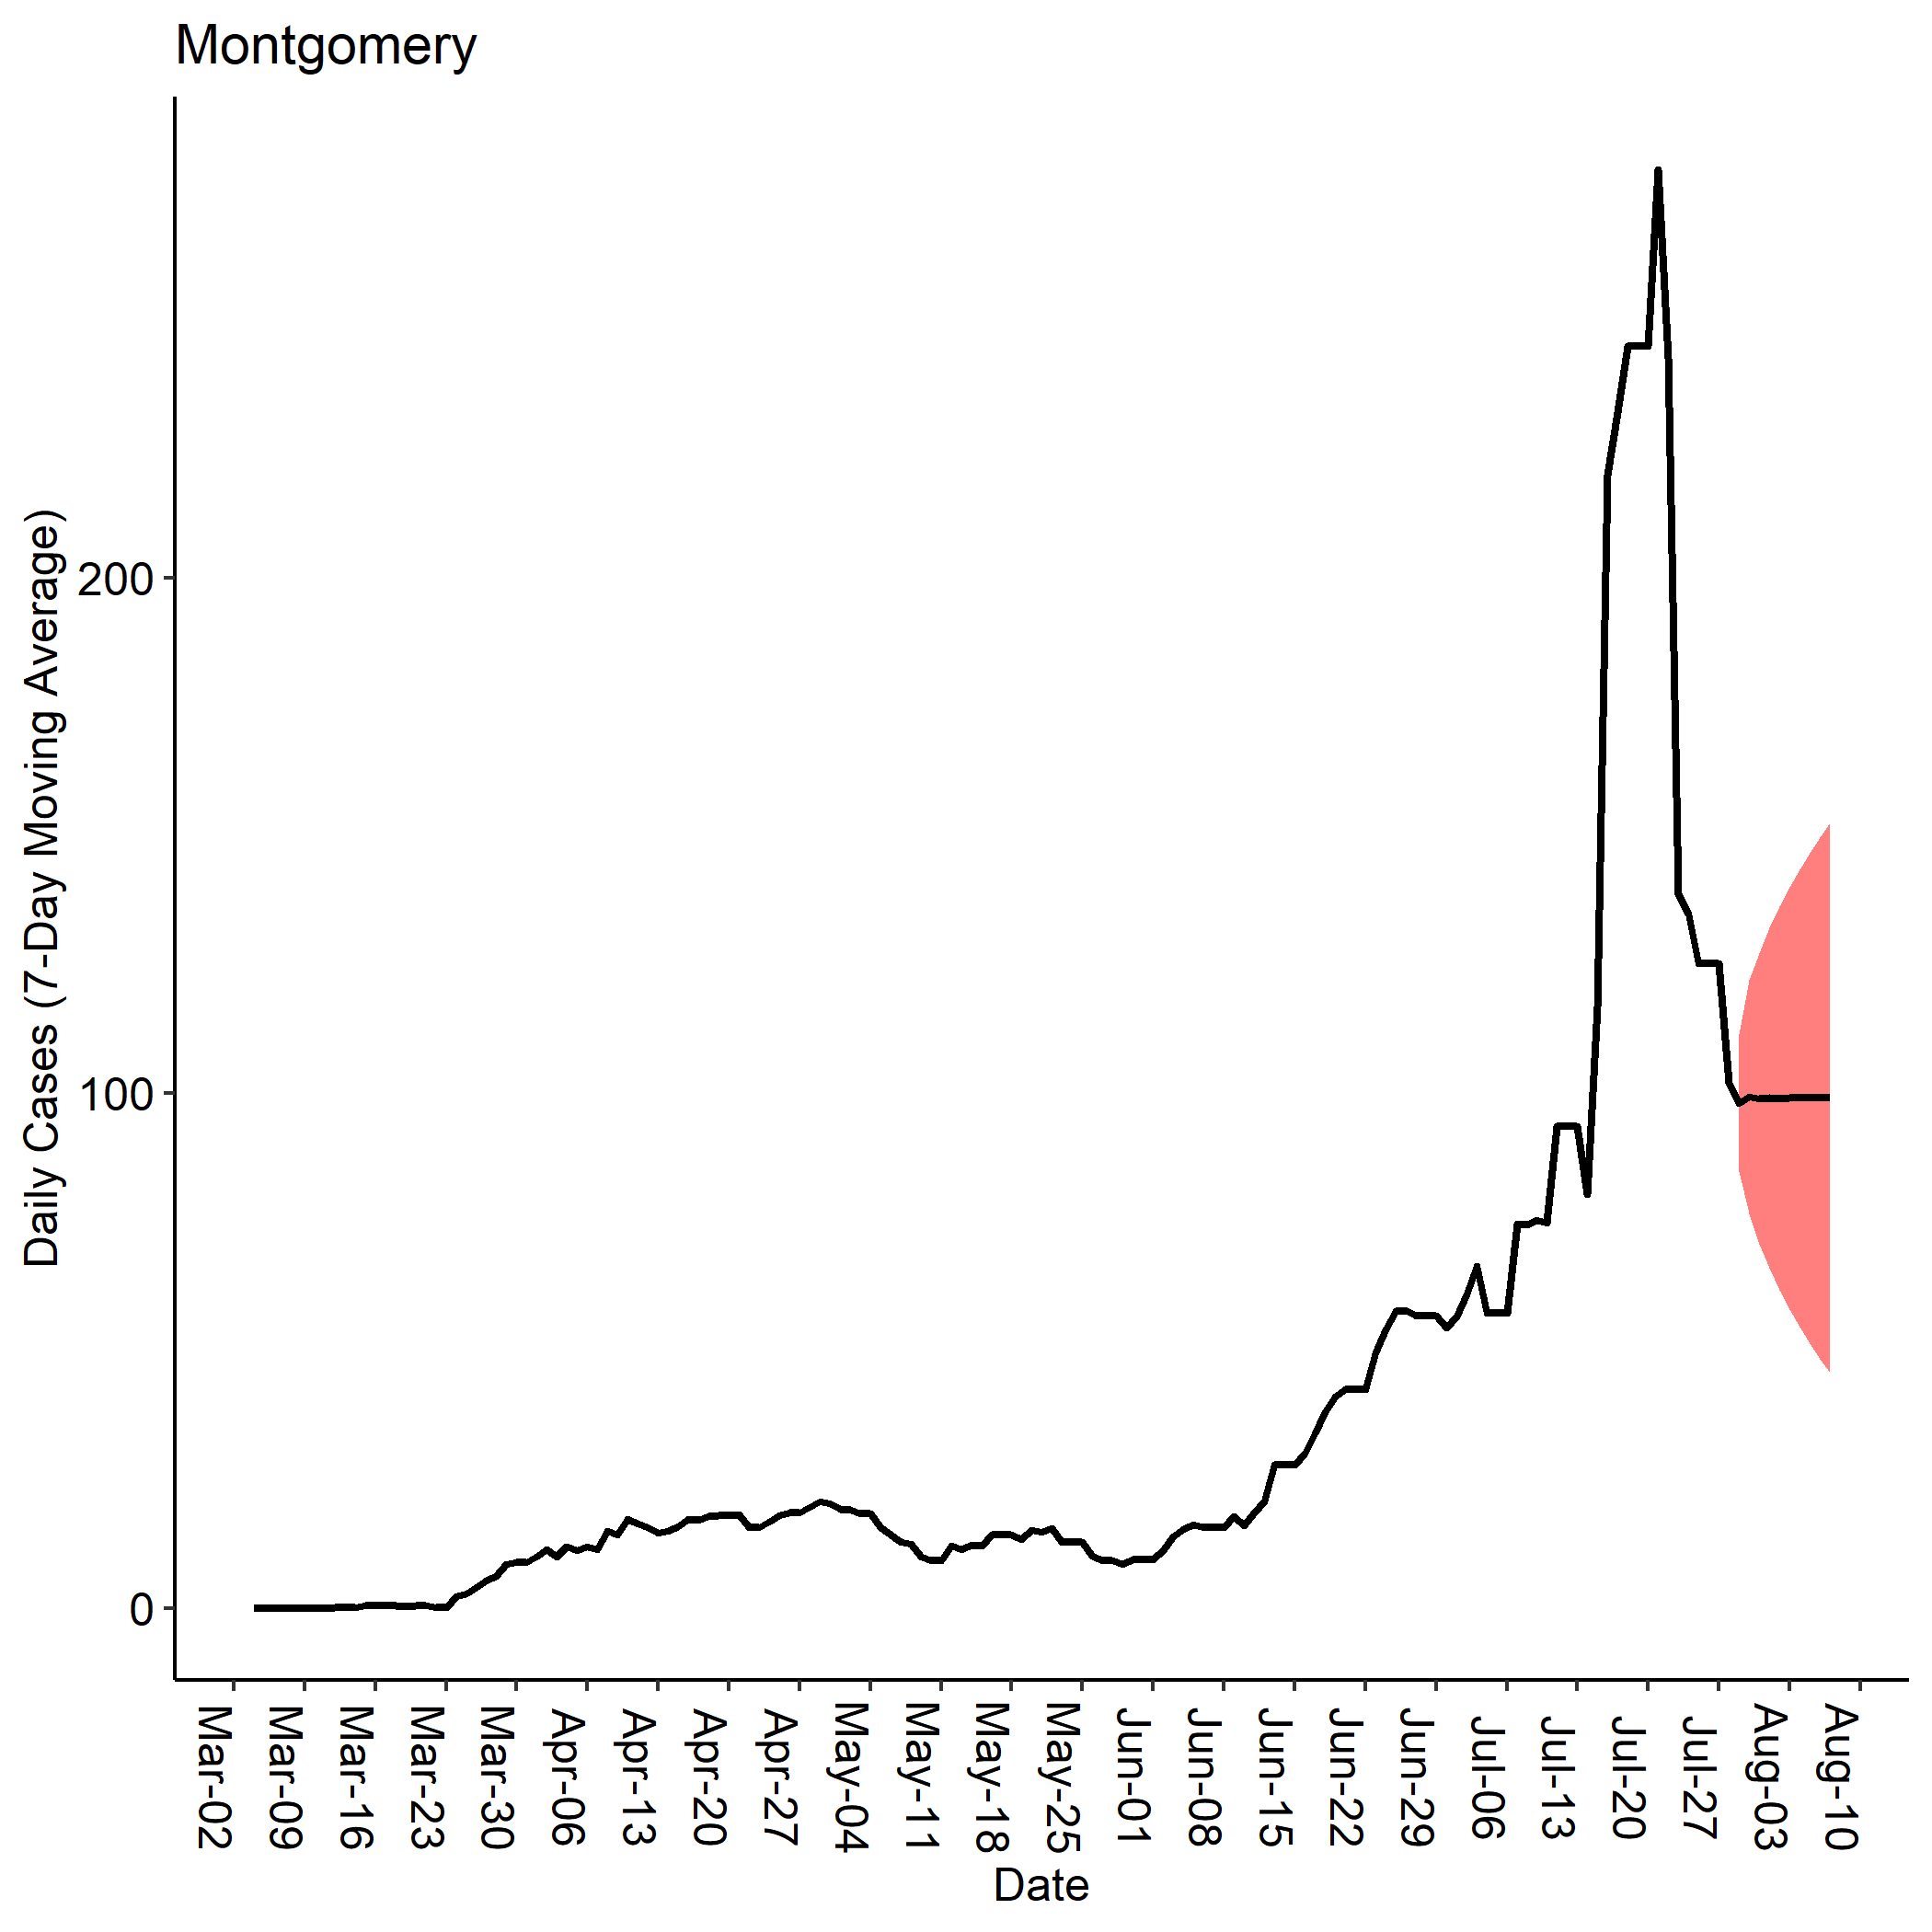 Montgomery
Daily Cases (7-Day Moving Average)
200
100
0
Mar-02
Mar-09
Mar-16
Mar-23
Mar-30
Apr-06
Apr-13
Apr-20
Apr-27
May-04
May-11
May-18
May-25
Jun-01
Jun-08
Jun-15
Jun-22
Jun-29
Jul-06
Jul-13
Jul-20
Jul-27
Aug-03
Aug-10
Date